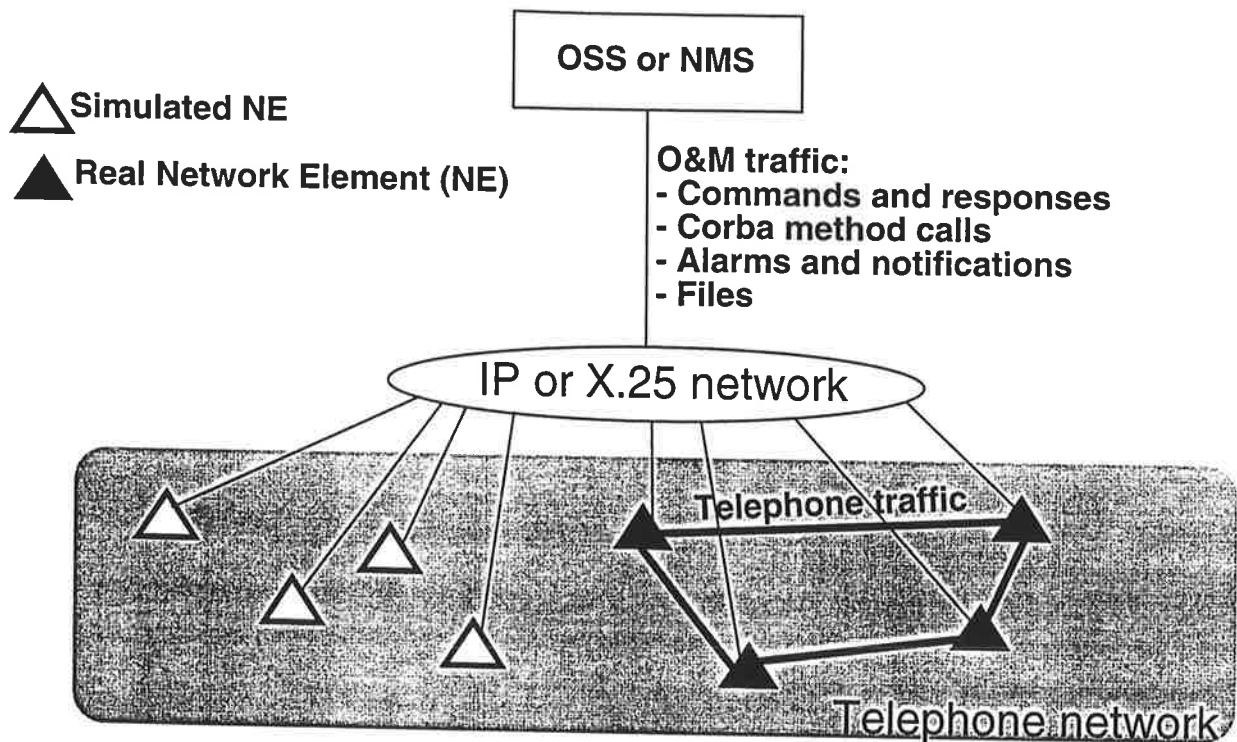 OSS or NMS
Simulated NE
Real Network Element (NE)
O&M traffic:
- Commands and responses
- Corba method calls
- Alarms and notifications
- Files
IP or X.25 network
Telephone traffic
Telephone network